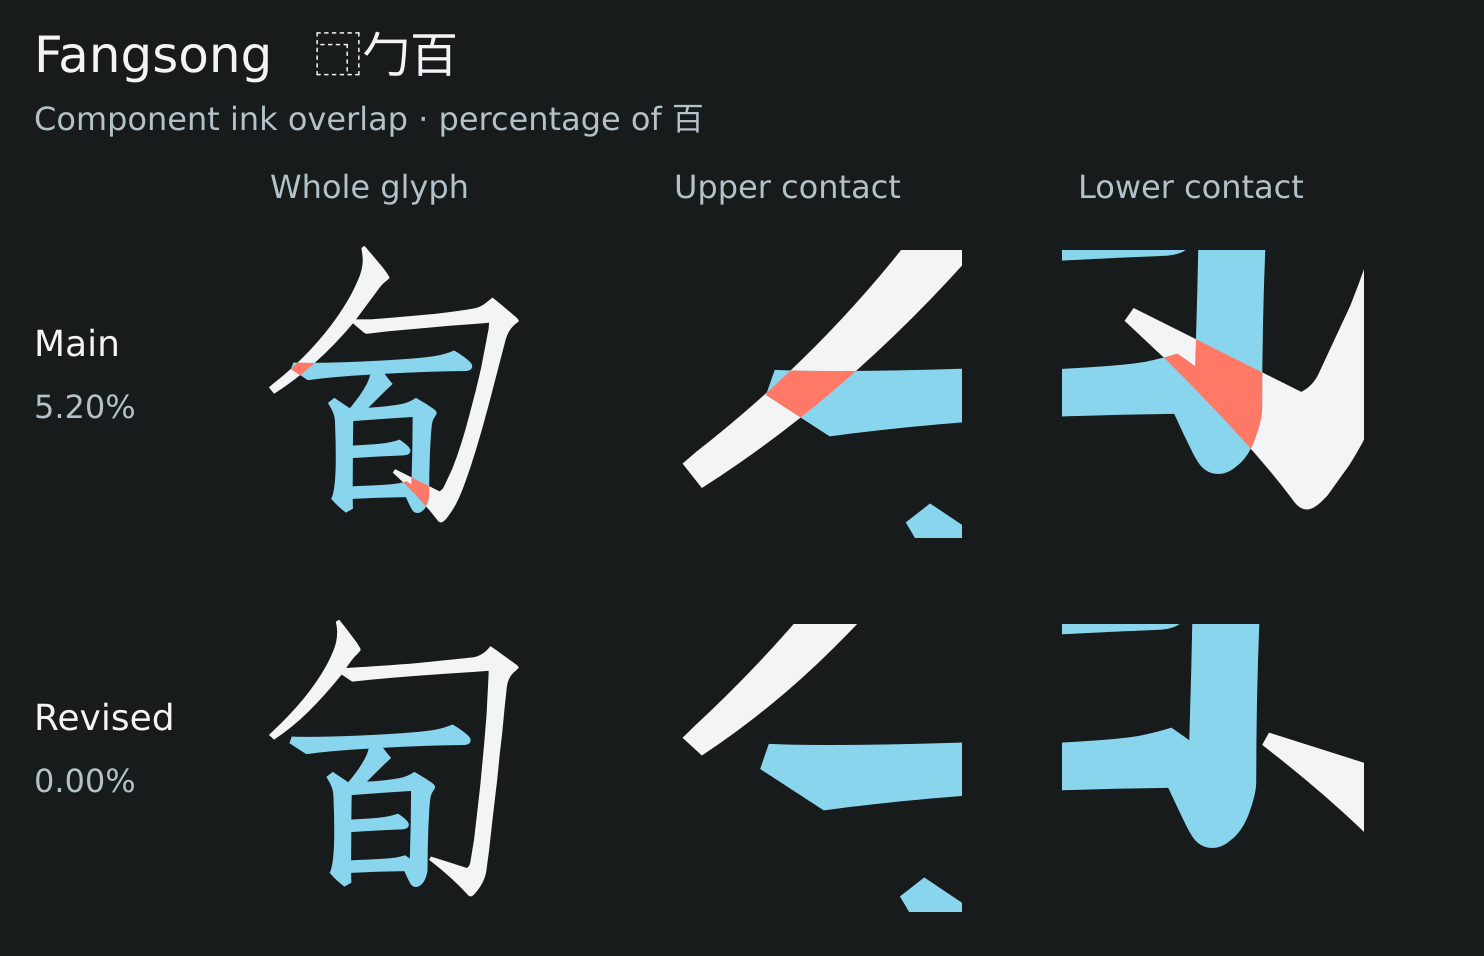 Fangsong ⿹勹百
Component ink overlap · percentage of 百
Whole glyph Upper contact Lower contact
Main
5.20%
Revised
0.00%